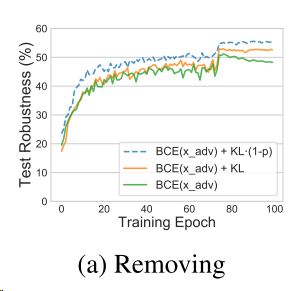 Test Robustness (%)
60
50
40
30
20
10
0
BCE(x_adv) + KL·(1-p)
BCE(x_adv) + KL
BCE(x_adv)
0 20 40 60 80 100
Training Epoch
(a) Removing